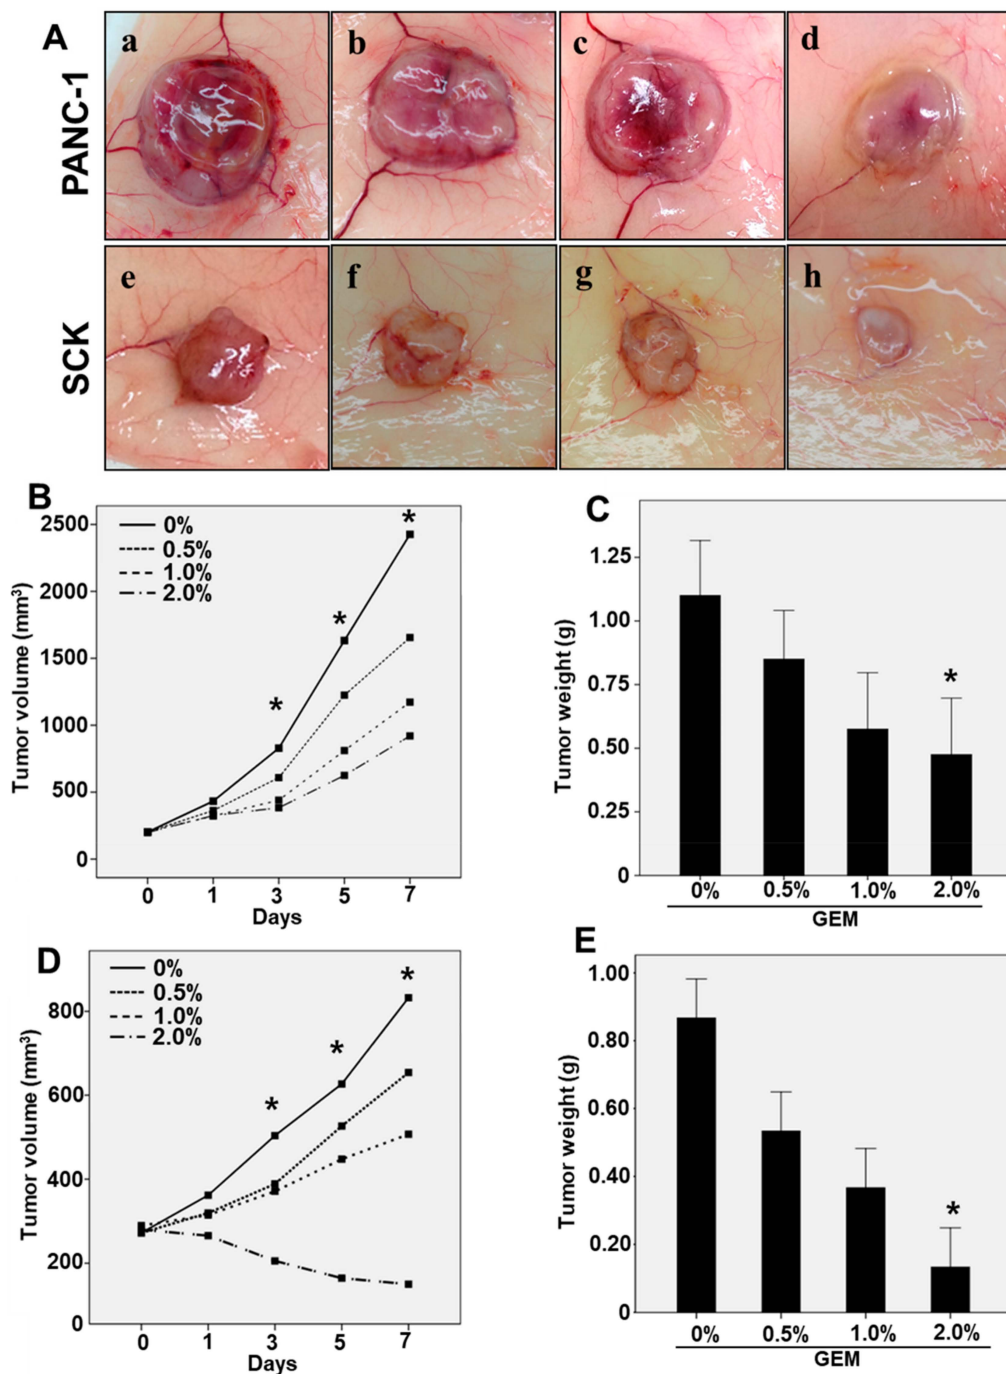 A
PANC-1
a
b
c
d
SCK
e
f
g
h
B
Tumor volume (mm³)
2500
2000
1500
1000
500
0
0%
0.5%
1.0%
2.0%
*
*
*
0 1 3 5 7
Days
C
Tumor weight (g)
1.25
1.00
0.75
0.50
0.25
0
*
0% 0.5% 1.0% 2.0%
GEM
D
Tumor volume (mm³)
800
600
400
200
0
0%
0.5%
1.0%
2.0%
*
*
*
0 1 3 5 7
Days
E
Tumor weight (g)
1.00
0.80
0.60
0.40
0.20
0
*
0% 0.5% 1.0% 2.0%
GEM